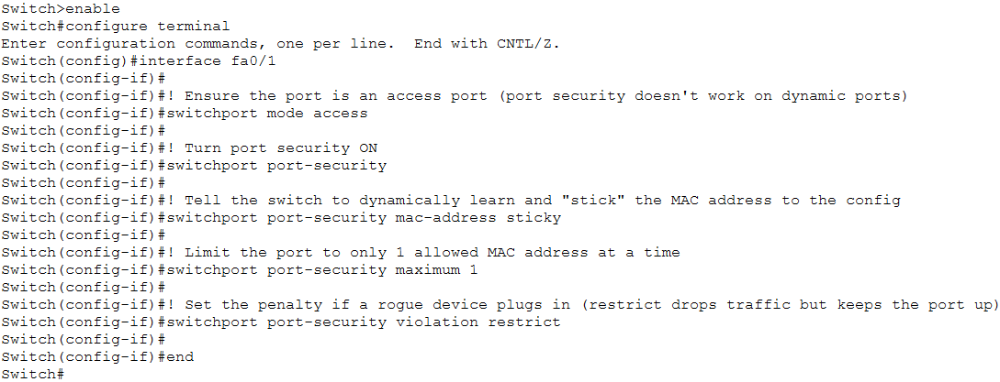 Switch>enable
Switch#configure terminal
Enter configuration commands, one per line.  End with CNTL/Z.
Switch(config)#interface fa0/1
Switch(config-if)#
Switch(config-if)#! Ensure the port is an access port (port security doesn't work on dynamic ports)
Switch(config-if)#switchport mode access
Switch(config-if)#
Switch(config-if)#! Turn port security ON
Switch(config-if)#switchport port-security
Switch(config-if)#
Switch(config-if)#! Tell the switch to dynamically learn and "stick" the MAC address to the config
Switch(config-if)#switchport port-security mac-address sticky
Switch(config-if)#
Switch(config-if)#! Limit the port to only 1 allowed MAC address at a time
Switch(config-if)#switchport port-security maximum 1
Switch(config-if)#
Switch(config-if)#! Set the penalty if a rogue device plugs in (restrict drops traffic but keeps the port up)
Switch(config-if)#switchport port-security violation restrict
Switch(config-if)#
Switch(config-if)#end
Switch#